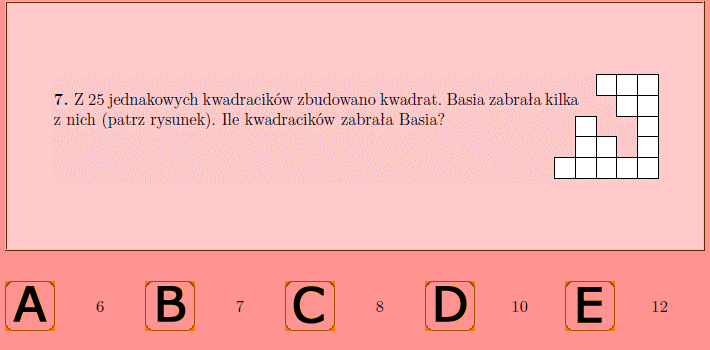 7. Z 25 jednakowych kwadracików zbudowano kwadrat. Basia zabrała kilka
z nich (patrz rysunek). Ile kwadracików zabrała Basia?
A 6 B 7 C 8 D 10 E 12